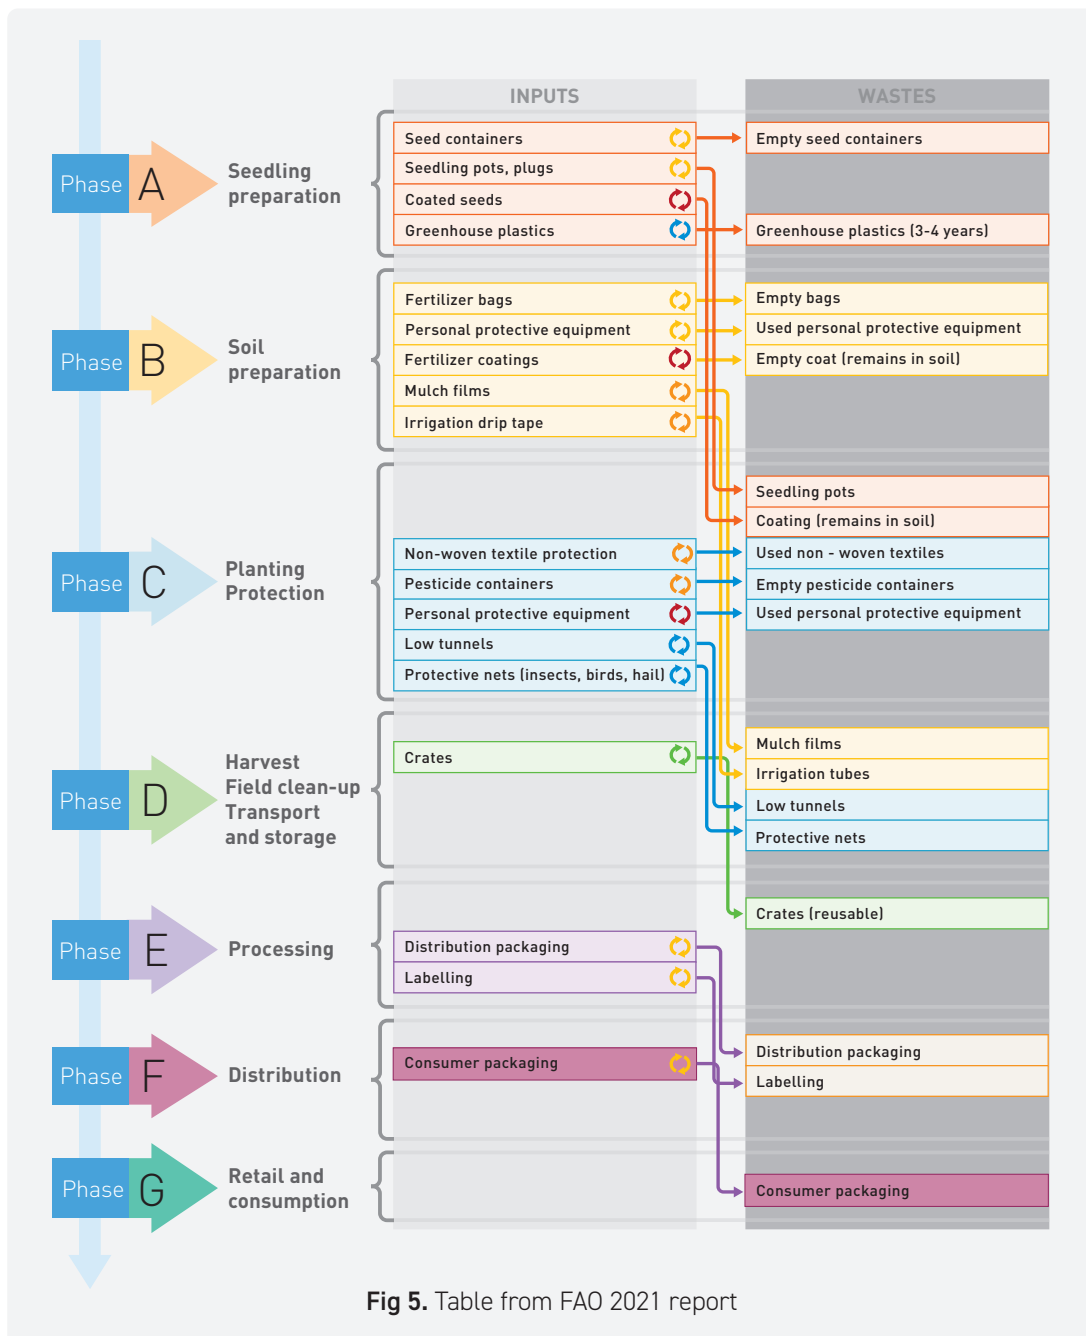 INPUTS
WASTES
Phase A
Seedling
preparation
Seed containers
Seedling pots, plugs
Coated seeds
Greenhouse plastics
Empty seed containers
Greenhouse plastics (3-4 years)
Phase B
Soil
preparation
Fertilizer bags
Personal protective equipment
Fertilizer coatings
Mulch films
Irrigation drip tape
Empty bags
Used personal protective equipment
Empty coat (remains in soil)
Phase C
Planting
Protection
Non-woven textile protection
Pesticide containers
Personal protective equipment
Low tunnels
Protective nets (insects, birds, hail)
Seedling pots
Coating (remains in soil)
Used non - woven textiles
Empty pesticide containers
Used personal protective equipment
Phase D
Harvest
Field clean-up
Transport
and storage
Crates
Mulch films
Irrigation tubes
Low tunnels
Protective nets
Phase E
Processing
Distribution packaging
Labelling
Crates (reusable)
Phase F
Distribution
Consumer packaging
Distribution packaging
Labelling
Phase G
Retail and
consumption
Consumer packaging
Fig 5. Table from FAO 2021 report